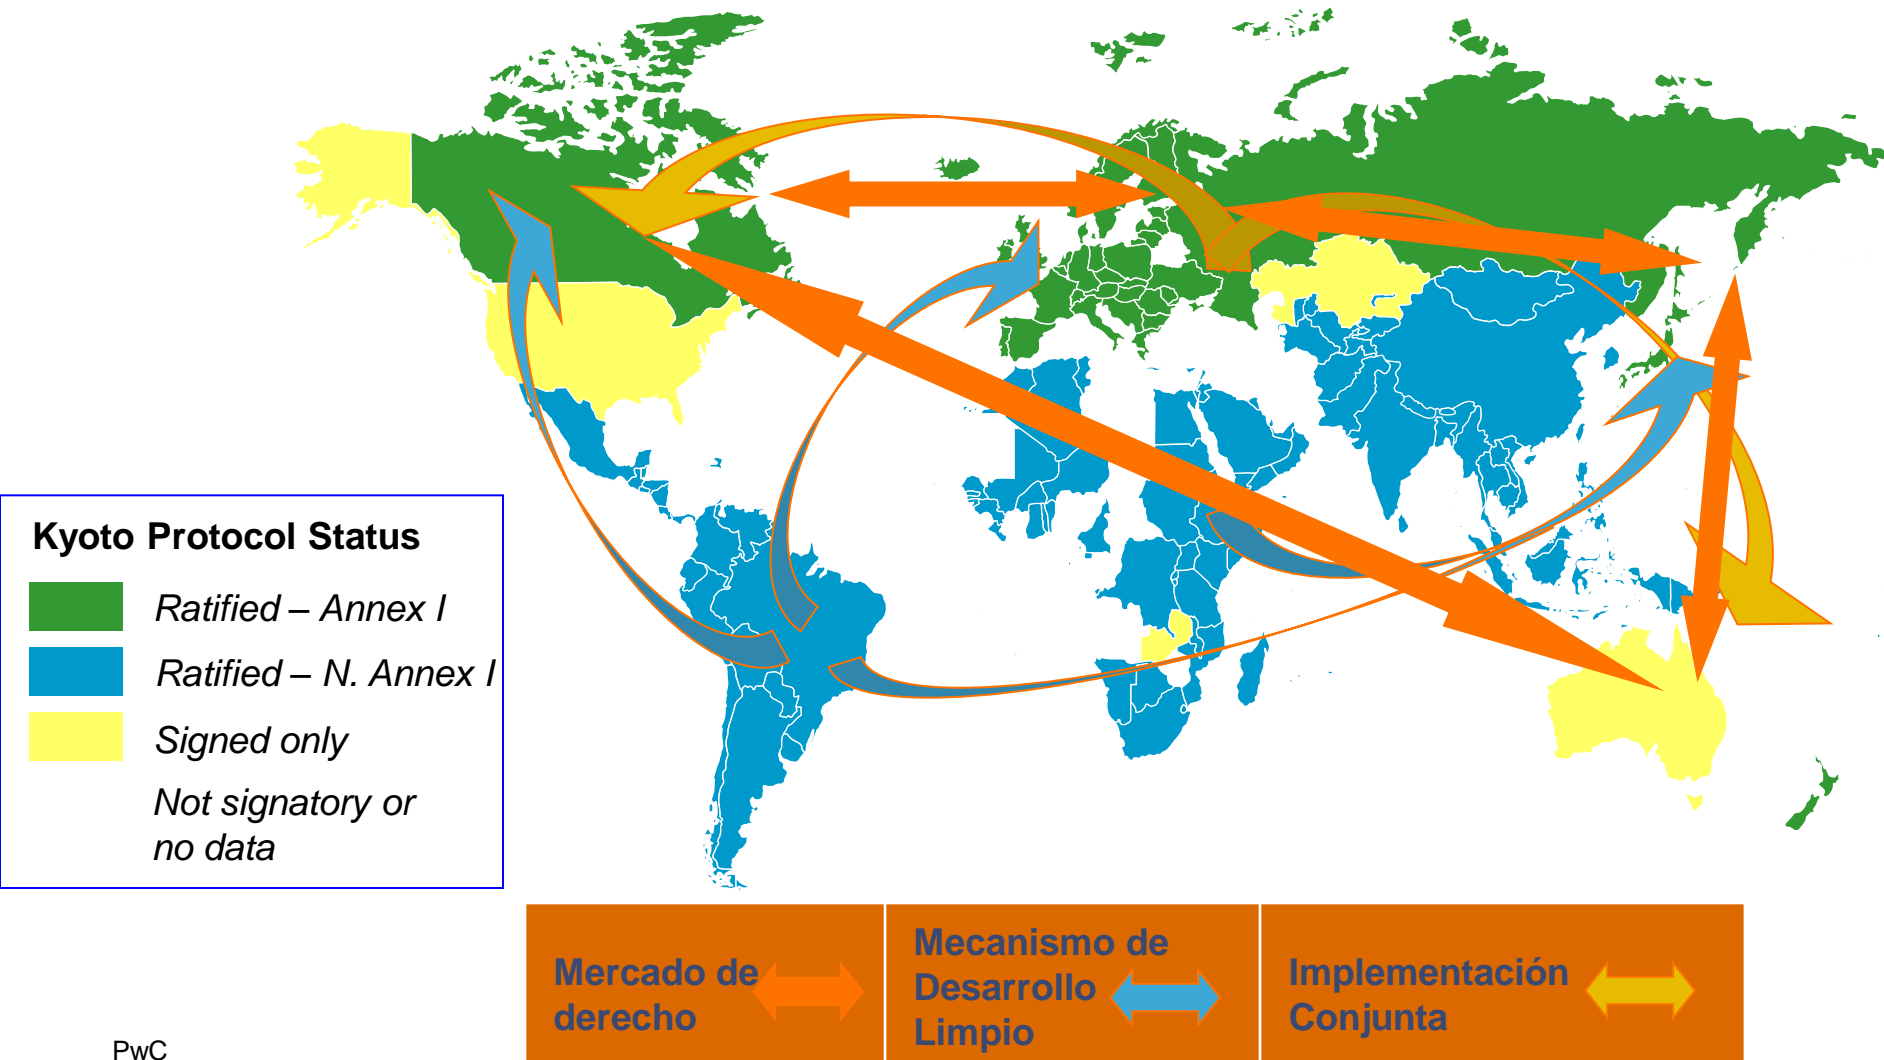 Kyoto Protocol Status
Ratified – Annex I
Ratified – N. Annex I
Signed only
Not signatory or
no data
Mercado de
derecho
Mecanismo de
Desarrollo
Limpio
Implementación
Conjunta
PwC